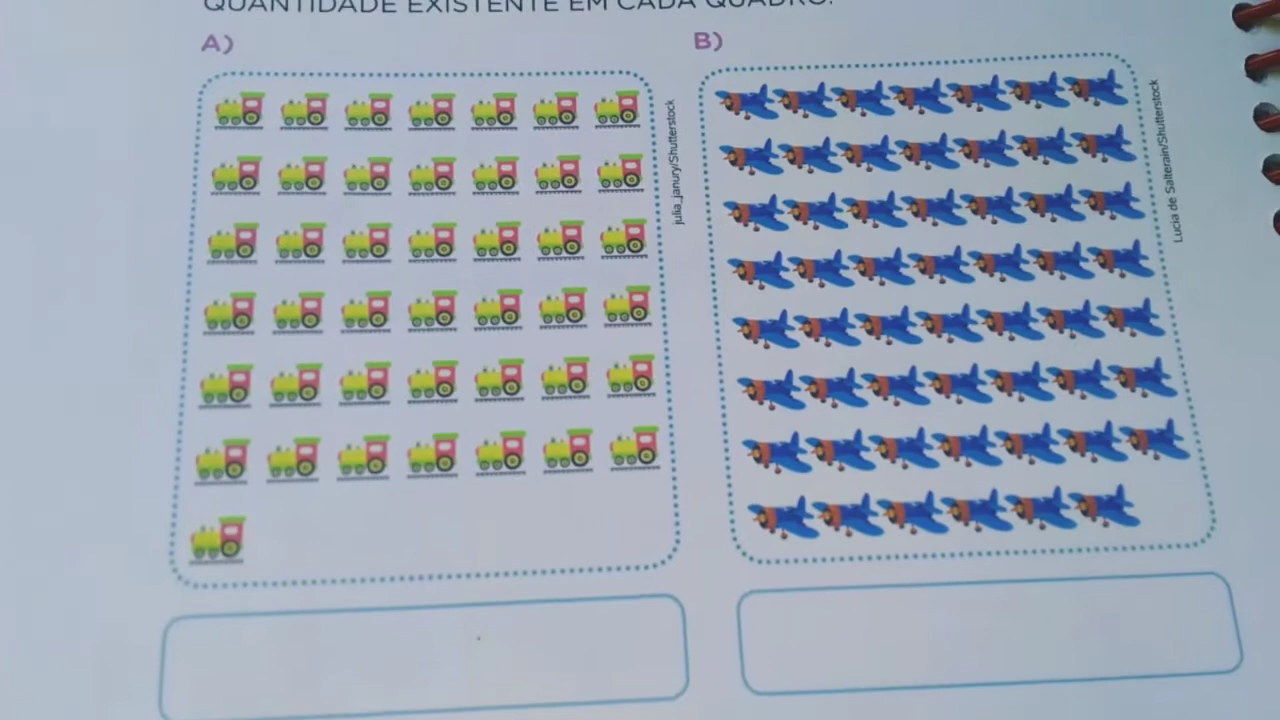 QUANTIDADE EXISTENTE EM CADA QUADRO.
A)
B)
julia_janury/Shutterstock
Lucia de Salterain/Shutterstock